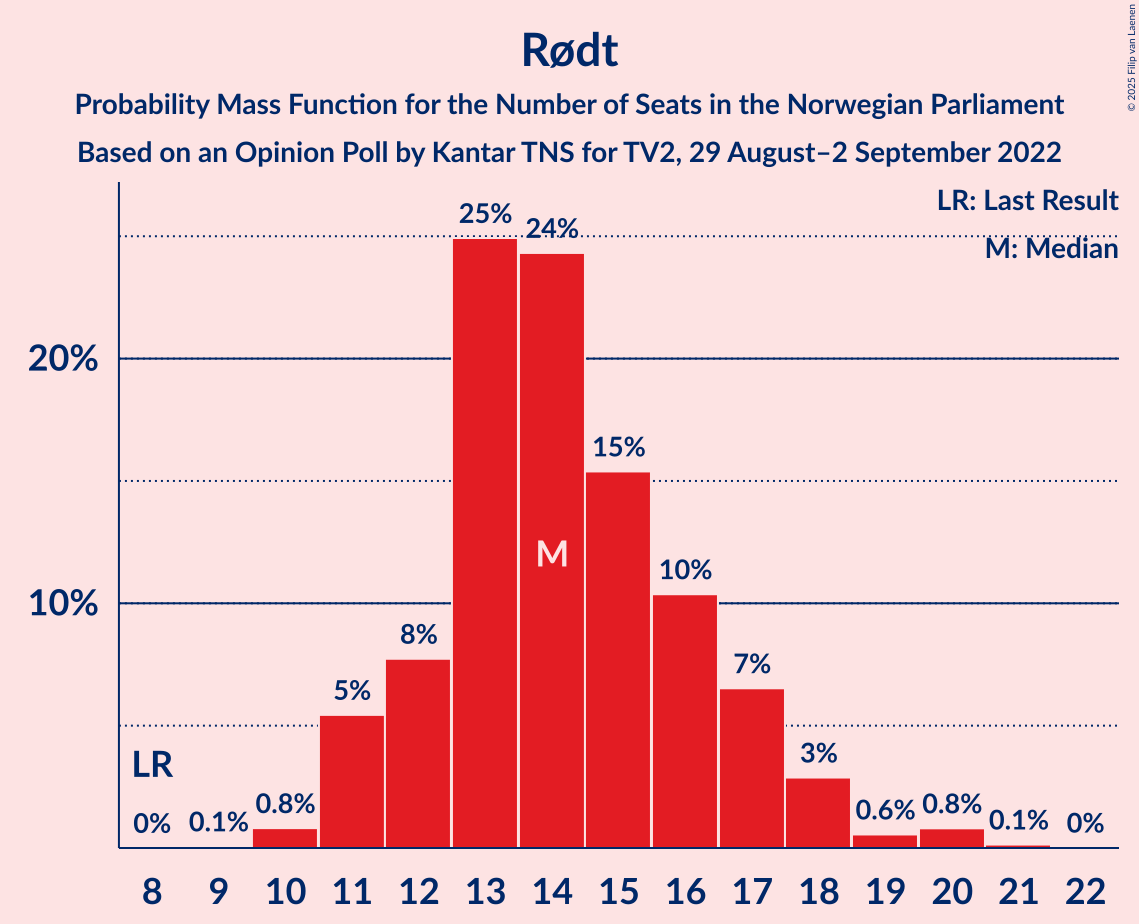 Rødt
Probability Mass Function for the Number of Seats in the Norwegian Parliament
Based on an Opinion Poll by Kantar TNS for TV2, 29 August–2 September 2022
© 2025 Filip van Laenen
LR: Last Result
M: Median
25%
24%
20%
15%
M
10%
10%
8%
7%
5%
LR
3%
0%
0.1%
0.8%
0.6%
0.8%
0.1%
0%
8 9 10 11 12 13 14 15 16 17 18 19 20 21 22